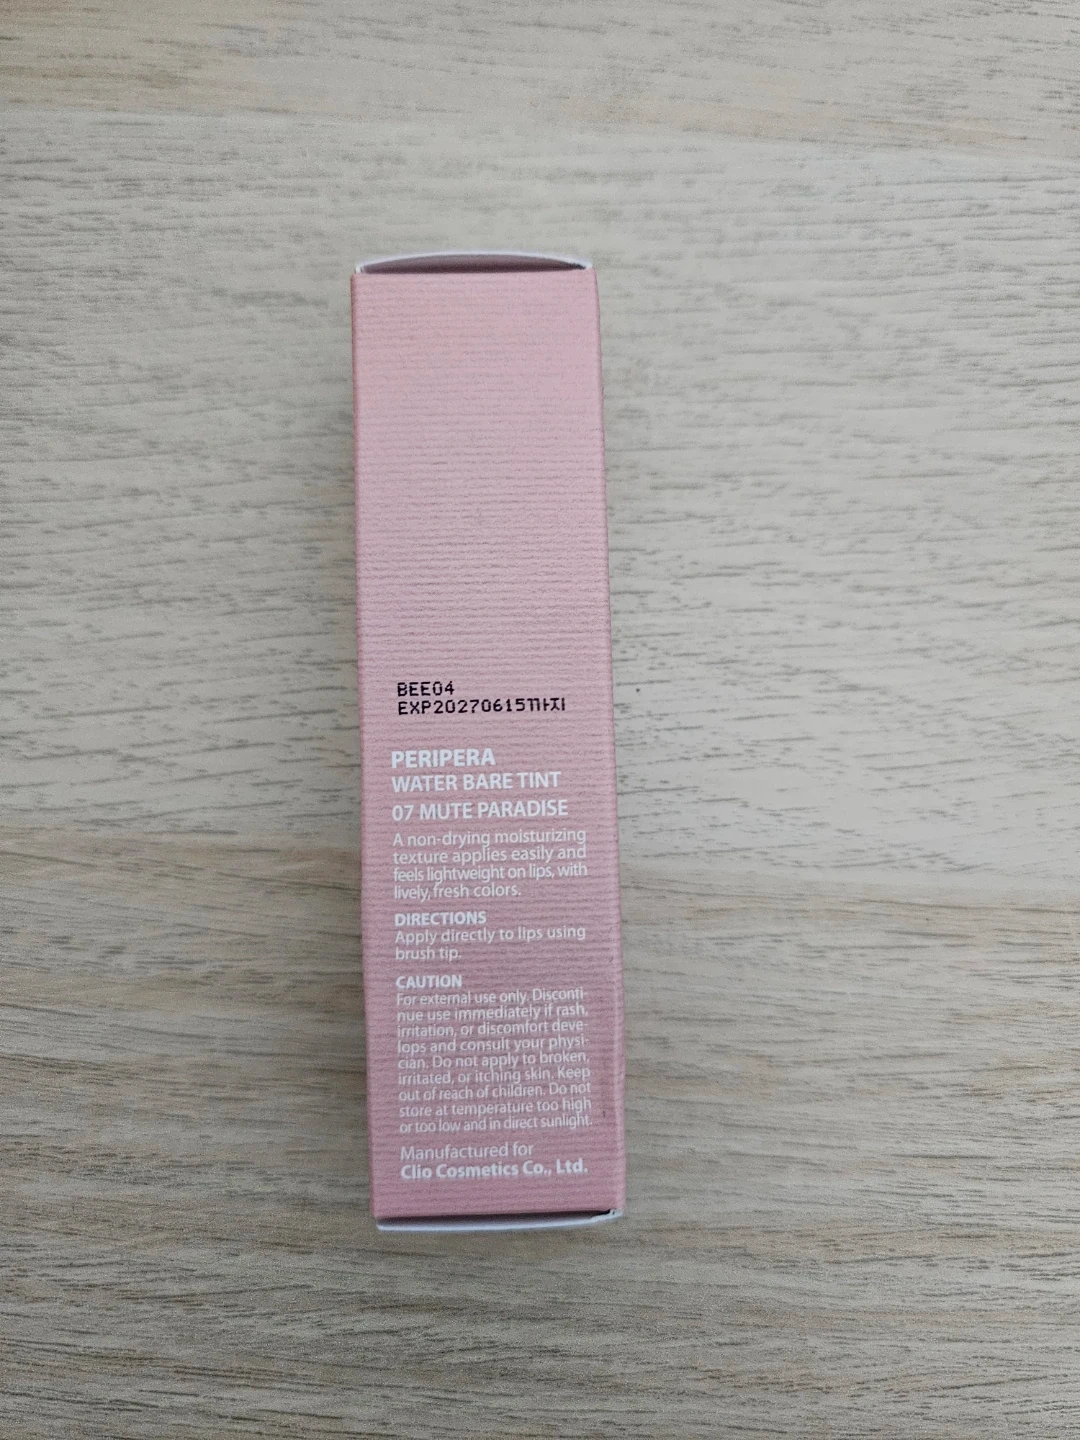 BEE04
EXP20270615까지
PERIPERA
WATER BARE TINT
07 MUTE PARADISE
A non-drying moisturizing
texture applies easily and
feels lightweight on lips, with
lively, fresh colors.
DIRECTIONS
Apply directly to lips using
brush tip.
CAUTION
For external use only. Disconti-
nue use immediately if rash,
irritation, or discomfort deve-
lops and consult your physi-
cian. Do not apply to broken,
irritated, or itching skin. Keep
out of reach of children. Do not
store at temperature too high
or too low and in direct sunlight.
Manufactured for
Clio Cosmetics Co., Ltd.